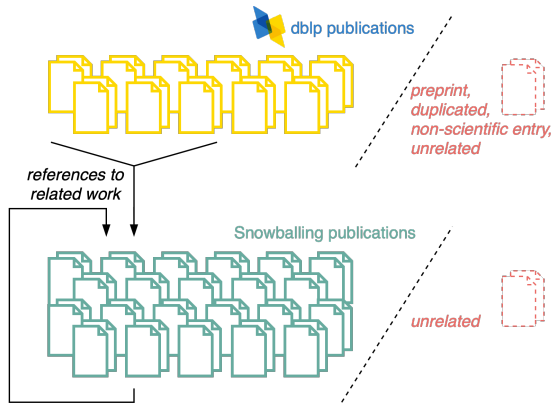 dblp publications
preprint,
duplicated,
non-scientific entry,
unrelated
references to
related work
Snowballing publications
unrelated